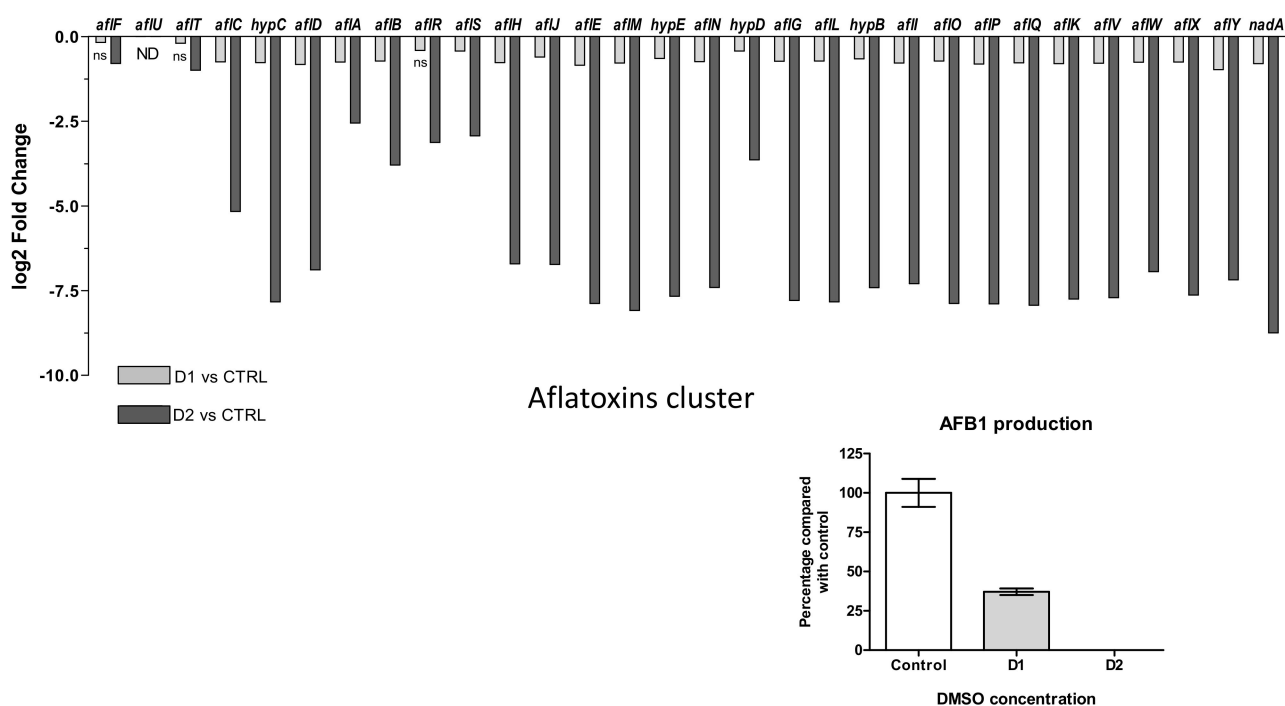 aflF aflU aflT aflC hypC aflD aflA aflB aflR aflS aflH aflJ aflE aflM hypE aflN hypD aflG aflL hypB aflI aflO aflP aflQ aflK aflV aflW aflX aflY nadA
0.0
ns ND ns ns
-2.5
-5.0
-7.5
-10.0
log2 Fold Change
D1 vs CTRL
D2 vs CTRL
Aflatoxins cluster
AFB1 production
125
100
75
50
25
0
Percentage compared
with control
Control D1 D2
DMSO concentration